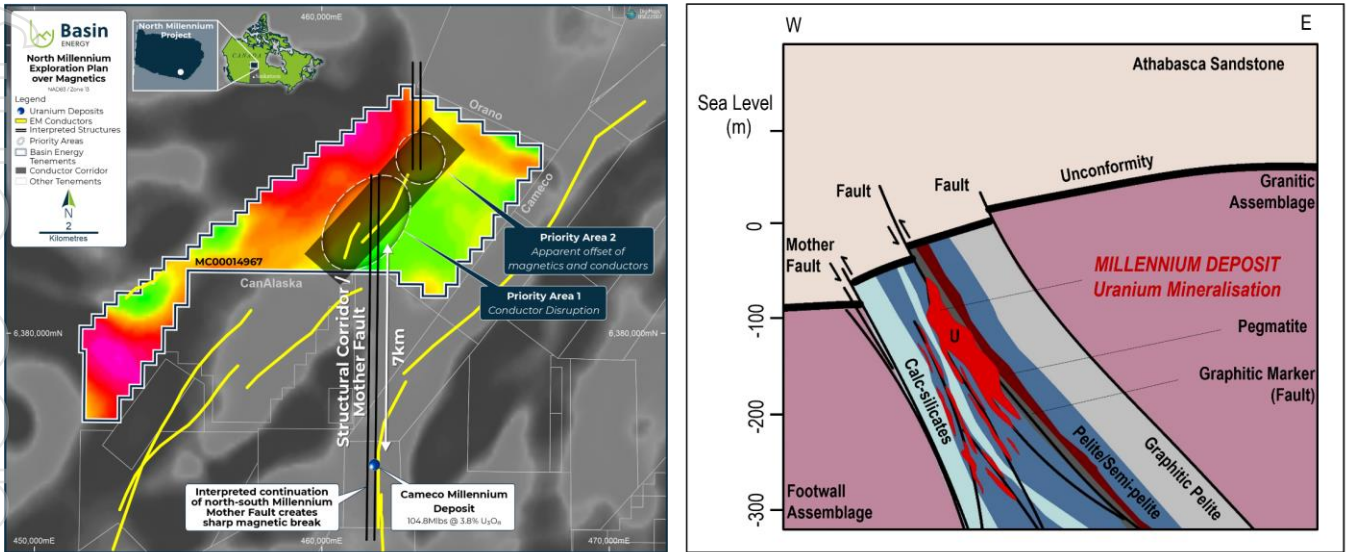 Basin
ENERGY
North Millennium
Exploration Plan
over Magnetics
NAD83 / Zone 13
Legend
Uranium Deposits
EM Conductors
Interpreted Structures
Priority Areas
Basin Energy
Tenements
Conductor Corridor
Other Tenements
N
2
Kilometres
North Millennium
Project
CANADA
Saskatoon
460,000mE
Orano
Cameco
MC00014967
CanAlaska
Priority Area 2
Apparent offset of
magnetics and conductors
Priority Area 1
Conductor Disruption
6,380,000mN
6,380,000mN
Structural Corridor /
Mother Fault
7km
Interpreted continuation
of north-south Millennium
Mother Fault creates
sharp magnetic break
Cameco Millennium
Deposit
104.8Mlbs @ 3.8% U₃O₈
450,000mE
460,000mE
470,000mE
W
E
Athabasca Sandstone
Sea Level
(m)
Unconformity
Fault
Fault
Granitic
Assemblage
0
Mother
Fault
MILLENNIUM DEPOSIT
Uranium Mineralisation
-100
U
Pegmatite
Graphitic Marker
(Fault)
Calc-silicates
-200
Pelite/Semi-pelite
Graphitic Pelite
Footwall
Assemblage
-300